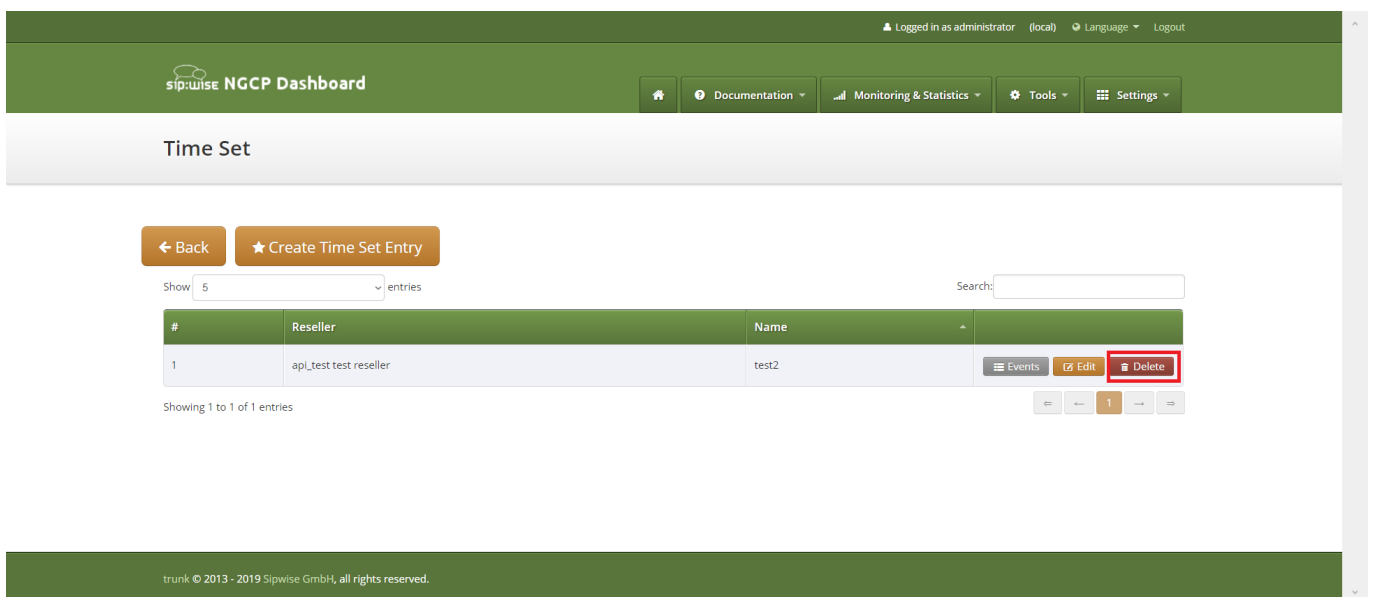 Logged in as administrator (local) Language Logout
sip:wise NGCP Dashboard
Documentation Monitoring & Statistics Tools Settings
Time Set
Back Create Time Set Entry
Show 5 entries Search:
# Reseller Name
1 api_test test reseller test2 Events Edit Delete
Showing 1 to 1 of 1 entries ⇐ ← 1 → ⇒
trunk © 2013 - 2019 Sipwise GmbH, all rights reserved.